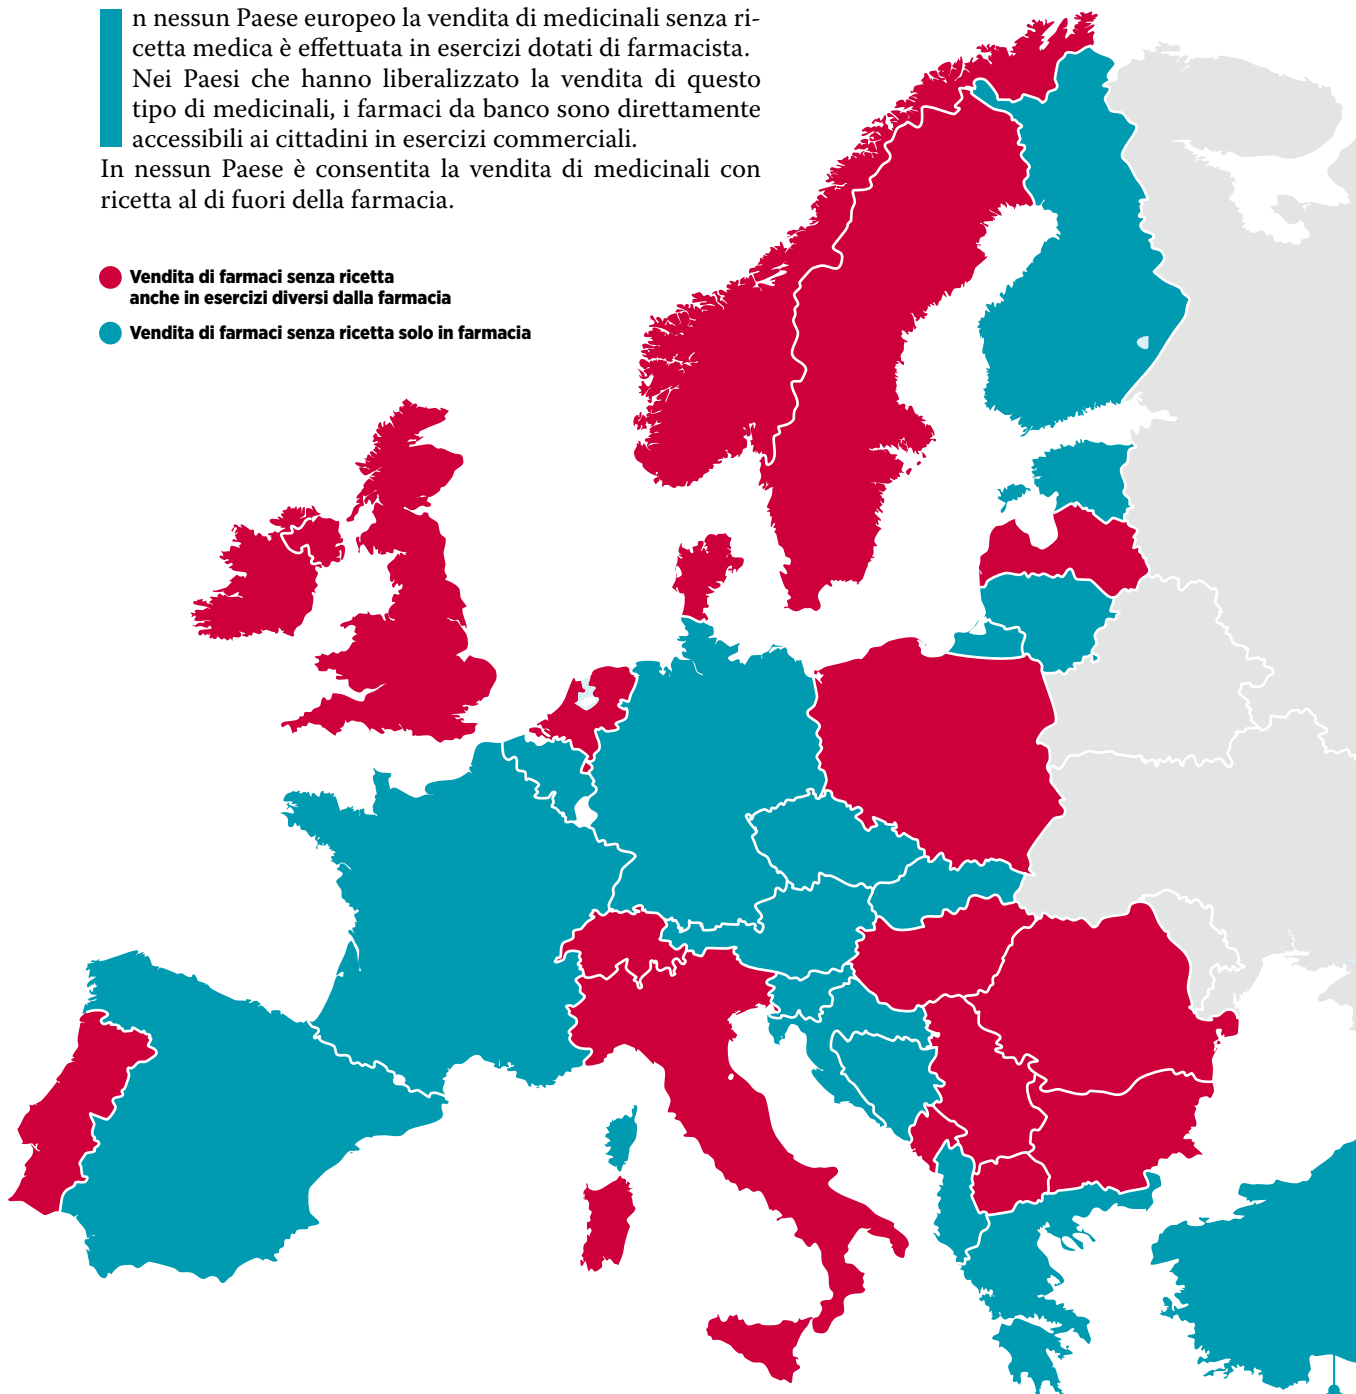 In nessun Paese europeo la vendita di medicinali senza ri-
cetta medica è effettuata in esercizi dotati di farmacista.
Nei Paesi che hanno liberalizzato la vendita di questo
tipo di medicinali, i farmaci da banco sono direttamente
accessibili ai cittadini in esercizi commerciali.
In nessun Paese è consentita la vendita di medicinali con
ricetta al di fuori della farmacia.
Vendita di farmaci senza ricetta
anche in esercizi diversi dalla farmacia
Vendita di farmaci senza ricetta solo in farmacia